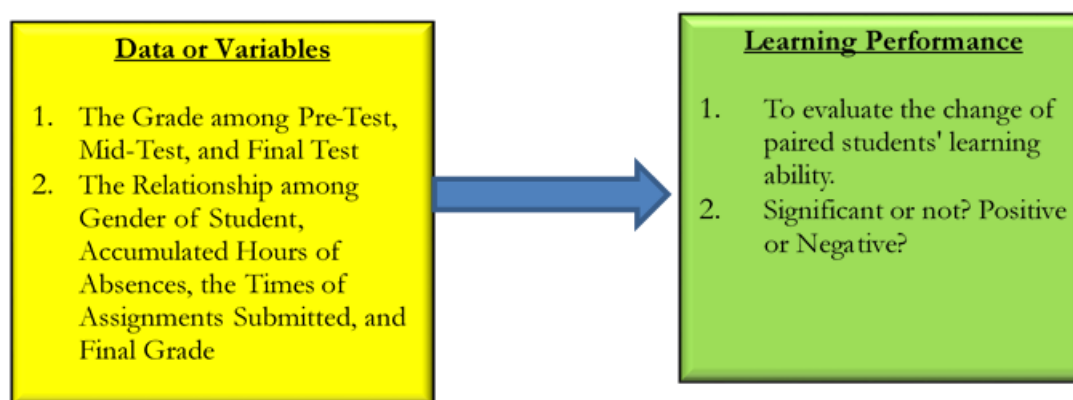 Data or Variables
1. The Grade among Pre-Test,
Mid-Test, and Final Test
2. The Relationship among
Gender of Student,
Accumulated Hours of
Absences, the Times of
Assignments Submitted, and
Final Grade
Learning Performance
1. To evaluate the change of
paired students' learning
ability.
2. Significant or not? Positive
or Negative?